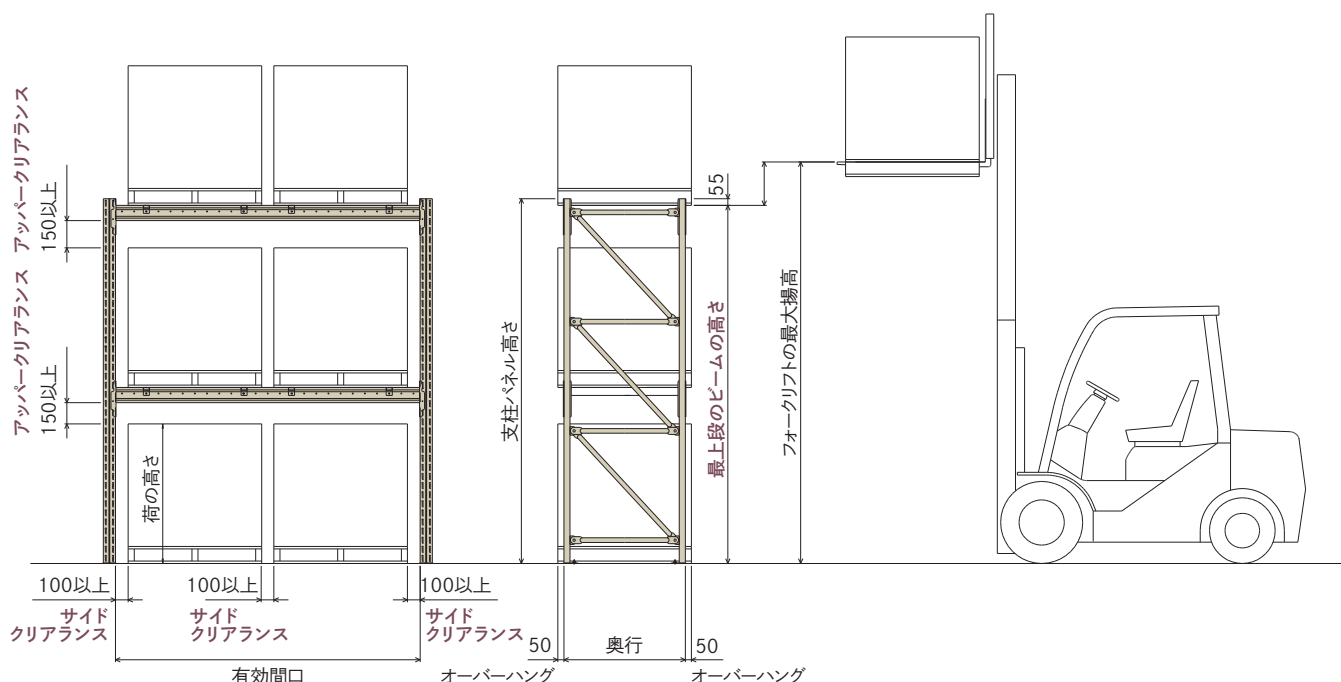 アッパークリアランス
150以上
アッパークリアランス
150以上
荷の高さ
100以上
サイド
クリアランス
100以上
サイド
クリアランス
100以上
サイド
クリアランス
有効間口
支柱パネル高さ
55
最上段のビームの高さ
フォークリフトの最大揚高
50
オーバーハング
奥行
50
オーバーハング